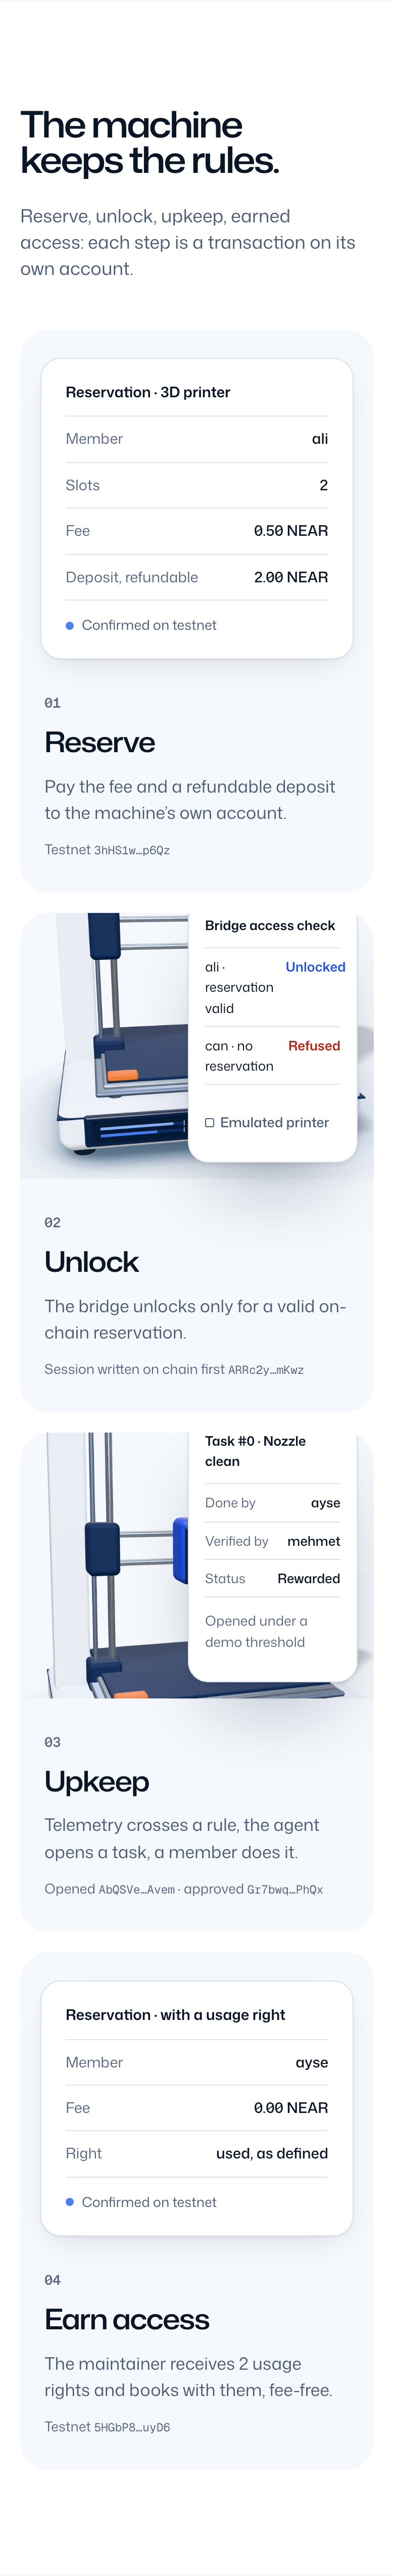 The machine
keeps the rules.
Reserve, unlock, upkeep, earned
access: each step is a transaction on its
own account.
Reservation · 3D printer
Member ali
Slots 2
Fee 0.50 NEAR
Deposit, refundable 2.00 NEAR
Confirmed on testnet
01
Reserve
Pay the fee and a refundable deposit
to the machine’s own account.
Testnet 3hHS1w…p6Qz
Bridge access check
ali · Unlocked
reservation
valid
can · no Refused
reservation
Emulated printer
02
Unlock
The bridge unlocks only for a valid on-
chain reservation.
Session written on chain first ARRc2y…mKwz
Task #0 · Nozzle
clean
Done by ayse
Verified by mehmet
Status Rewarded
Opened under a
demo threshold
03
Upkeep
Telemetry crosses a rule, the agent
opens a task, a member does it.
Opened AbQSVe…Avem · approved Gr7bwq…PhQx
Reservation · with a usage right
Member ayse
Fee 0.00 NEAR
Right used, as defined
Confirmed on testnet
04
Earn access
The maintainer receives 2 usage
rights and books with them, fee-free.
Testnet 5HGbP8…uyD6